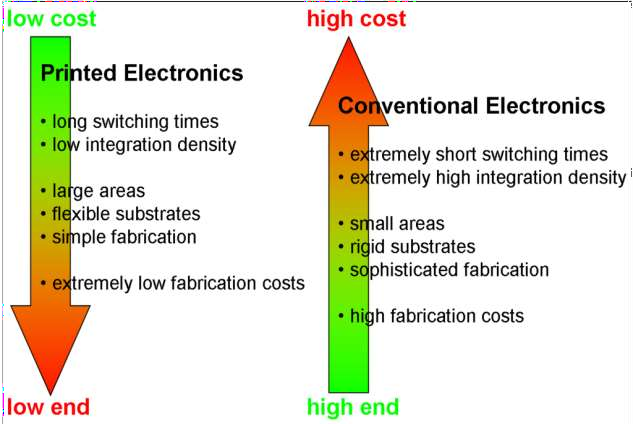 low cost
Printed Electronics
• long switching times
• low integration density
• large areas
• flexible substrates
• simple fabrication
• extremely low fabrication costs
low end
high cost
Conventional Electronics
• extremely short switching times
• extremely high integration density
• small areas
• rigid substrates
• sophisticated fabrication
• high fabrication costs
high end